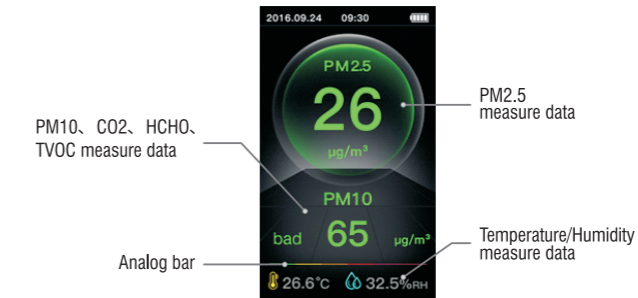 2016.09.24 09:30
PM2.5
26
μg/m³
PM2.5
measure data
PM10、CO2、HCHO、
TVOC measure data
PM10
bad 65 μg/m³
Analog bar
Temperature/Humidity
measure data
26.6°C 32.5%RH